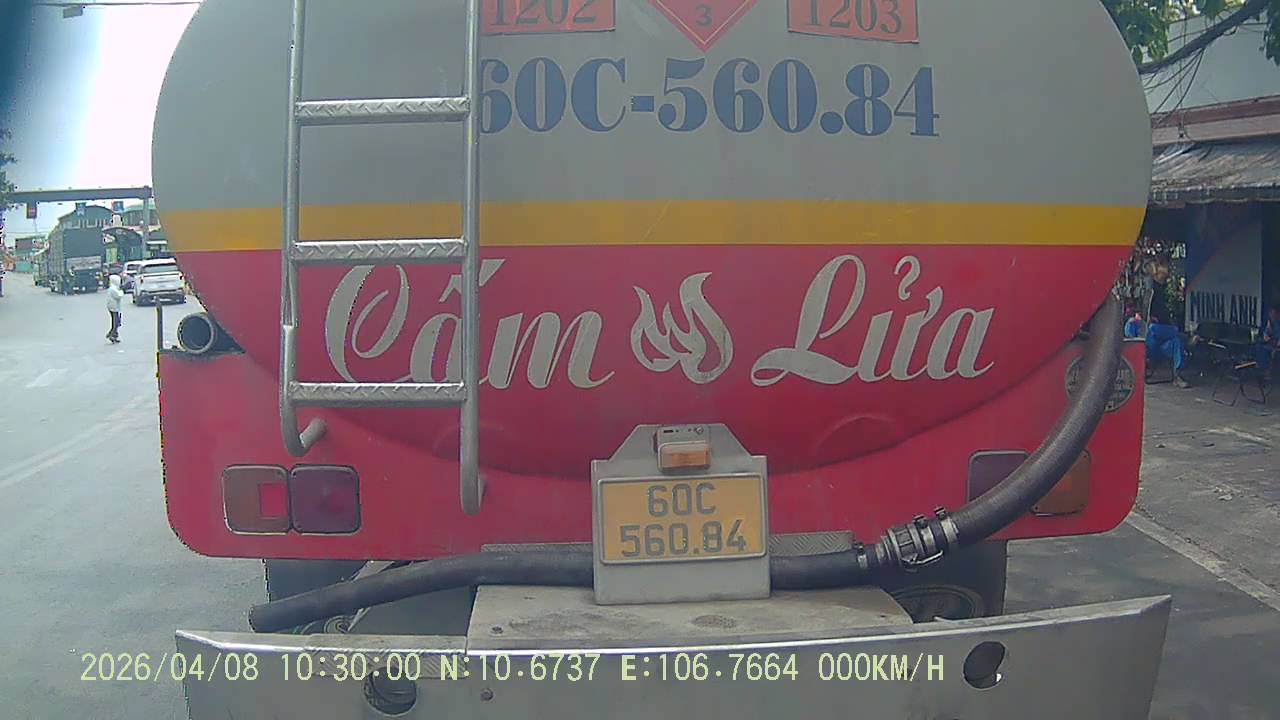 1202
3
1203
60C-560.84
Cấm Lửa
MINH ANH
60C
560.84
2026/04/08 10:30:00 N:10.6737 E:106.7664 000KM/H